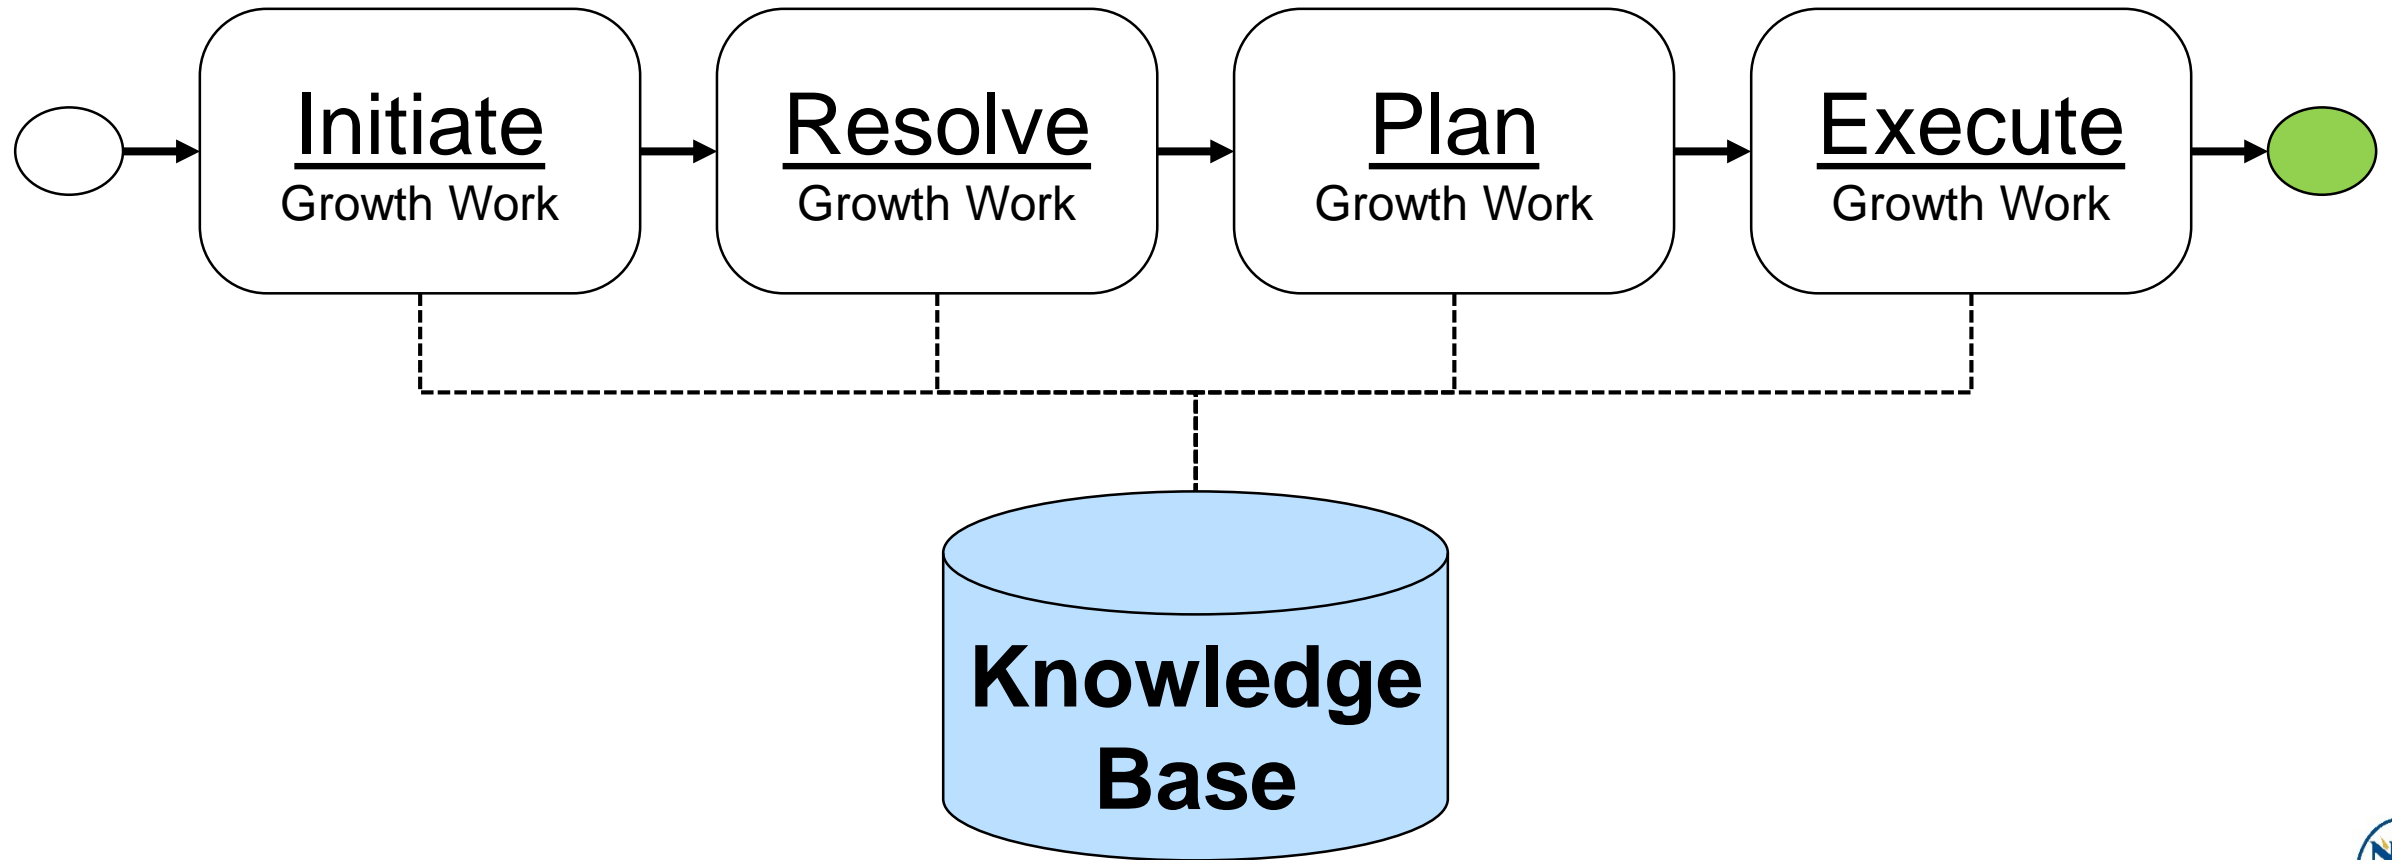 Initiate
Growth Work
Resolve
Growth Work
Plan
Growth Work
Execute
Growth Work
Knowledge
Base